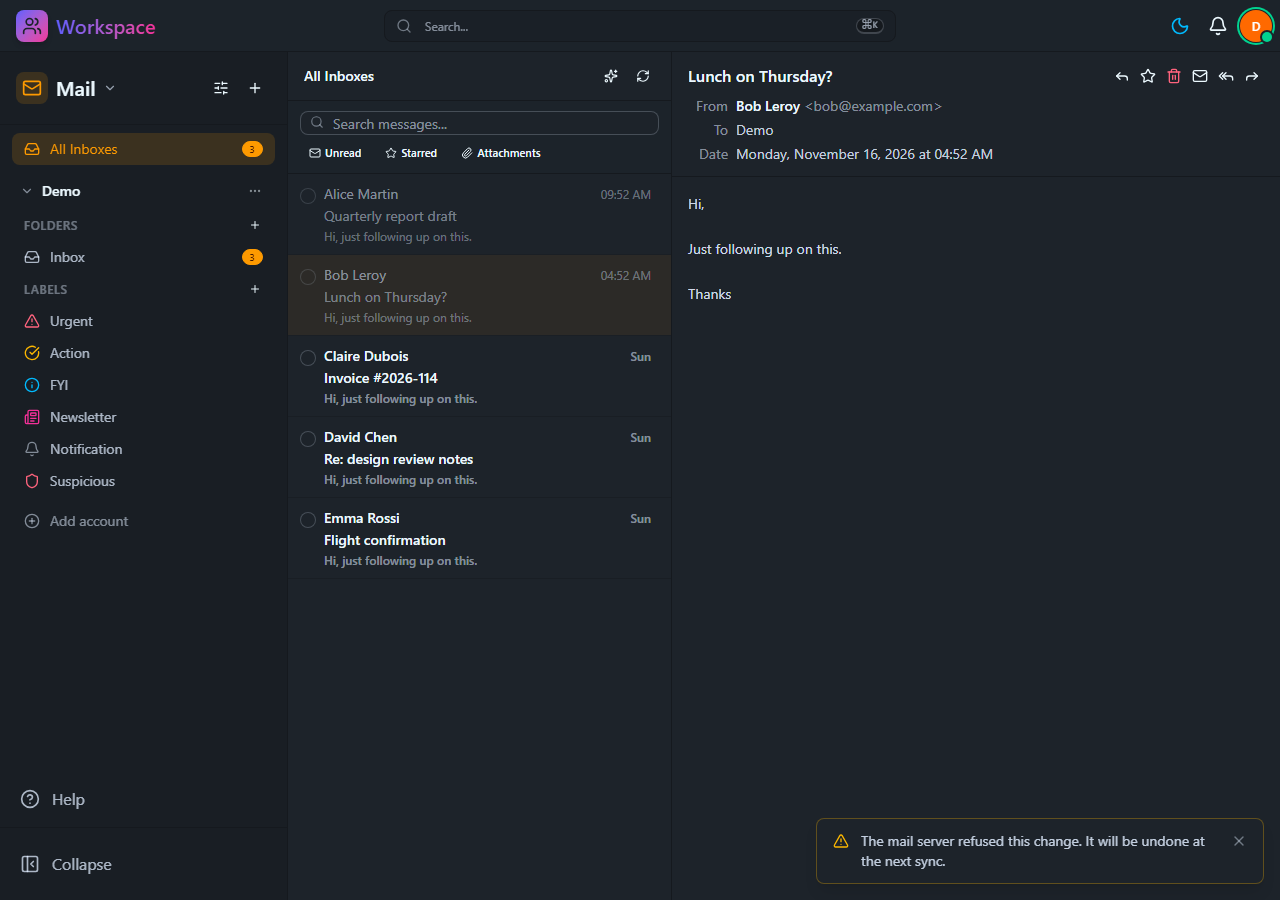 Workspace
Search...
⌘K
D
Mail
All Inboxes
3
Demo
FOLDERS
Inbox
3
LABELS
Urgent
Action
FYI
Newsletter
Notification
Suspicious
Add account
Help
Collapse
All Inboxes
Search messages...
Unread
Starred
Attachments
Alice Martin
09:52 AM
Quarterly report draft
Hi, just following up on this.
Bob Leroy
04:52 AM
Lunch on Thursday?
Hi, just following up on this.
Claire Dubois
Sun
Invoice #2026-114
Hi, just following up on this.
David Chen
Sun
Re: design review notes
Hi, just following up on this.
Emma Rossi
Sun
Flight confirmation
Hi, just following up on this.
Lunch on Thursday?
From Bob Leroy <bob@example.com>
To Demo
Date Monday, November 16, 2026 at 04:52 AM
Hi,
Just following up on this.
Thanks
The mail server refused this change. It will be undone at
the next sync.